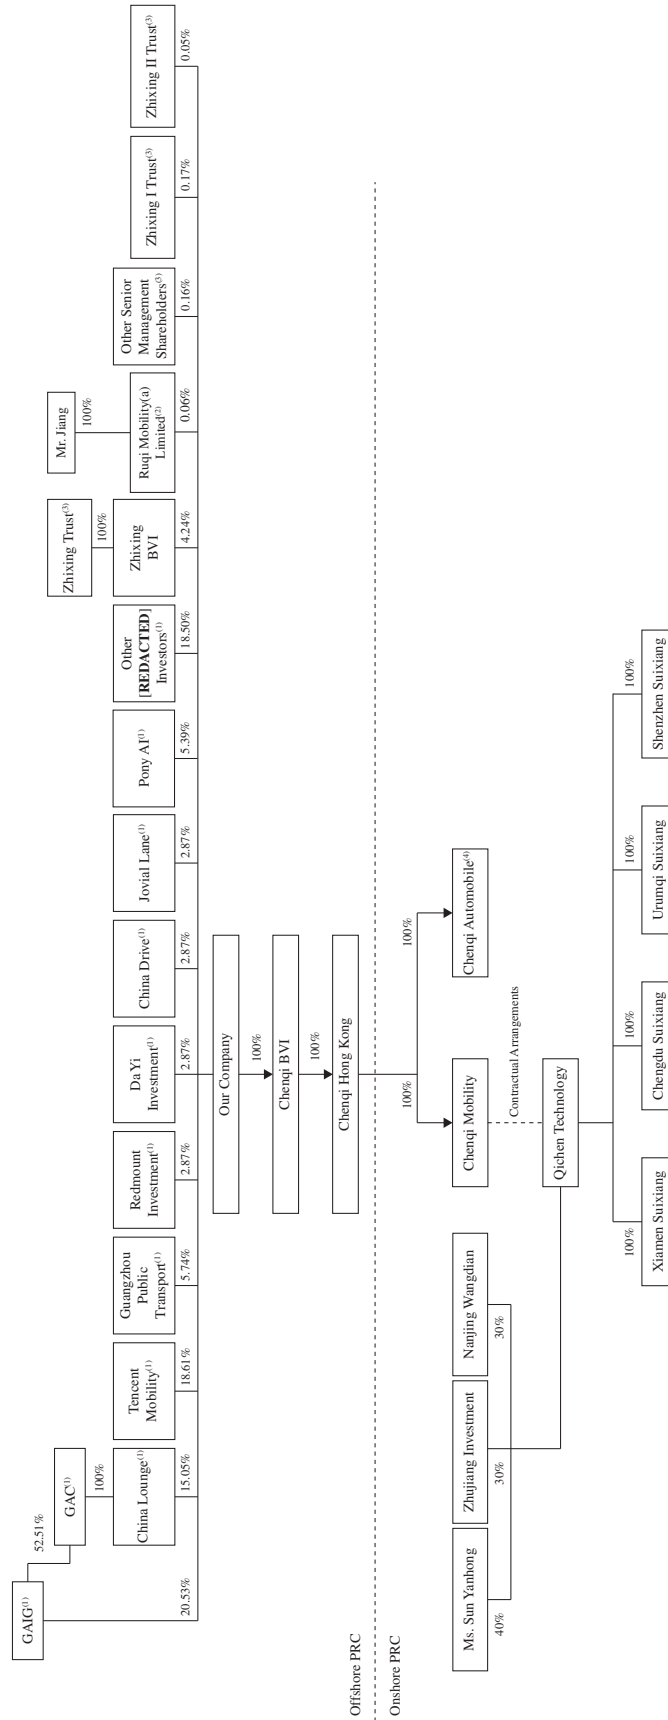 GAIG(1)
52.51%
GAC(1)
Zhixing Trust(3)
Mr. Jiang
100%
100%
100%
China Lounge(1)
Tencent
Mobility(1)
Guangzhou
Public
Transport(1)
Redmount
Investment(1)
Da Yi
Investment(1)
China Drive(1)
Jovial Lane(1)
Pony AI(1)
Other
[REDACTED]
Investors(1)
Zhixing
BVI
Ruqi Mobility(a)
Limited(2)
Other Senior
Management
Shareholders(3)
Zhixing I Trust(3)
Zhixing II Trust(3)
20.53%
15.05%
18.61%
5.74%
2.87%
2.87%
2.87%
2.87%
5.39%
18.50%
4.24%
0.06%
0.16%
0.17%
0.05%
Our Company
100%
Chenqi BVI
100%
Chenqi Hong Kong
Offshore PRC
Onshore PRC
100%
100%
Chenqi Mobility
Chenqi Automobile(4)
Ms. Sun Yanhong
Zhujiang Investment
Nanjing Wangdian
40%
30%
30%
Contractual Arrangements
Qichen Technology
100%
100%
100%
100%
Xiamen Suixiang
Chengdu Suixiang
Urumqi Suixiang
Shenzhen Suixiang